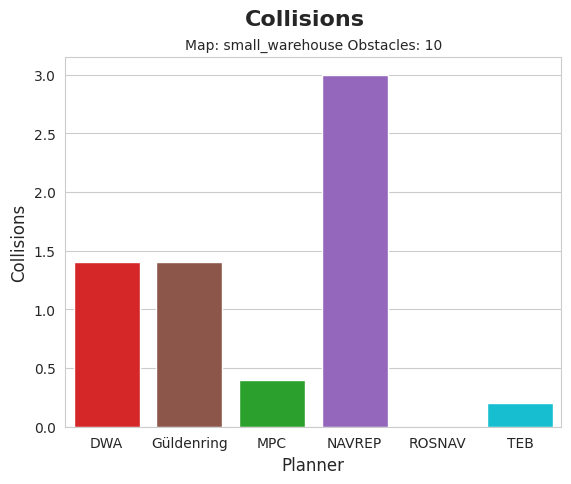 Collisions
Map: small_warehouse Obstacles: 10
3.0
2.5
2.0
1.5
1.0
0.5
0.0
Collisions
DWA Güldenring MPC NAVREP ROSNAV TEB
Planner